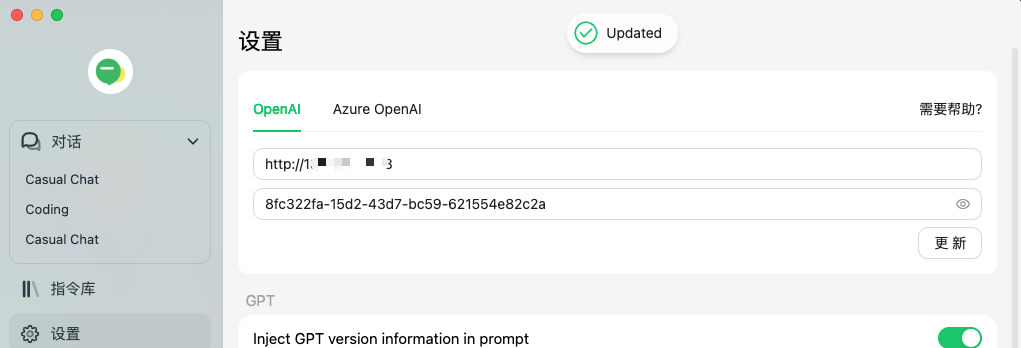 设置
Updated
OpenAI
Azure OpenAI
需要帮助?
http://1
8fc322fa-15d2-43d7-bc59-621554e82c2a
更新
GPT
Inject GPT version information in prompt
对话
Casual Chat
Coding
Casual Chat
指令库
设置